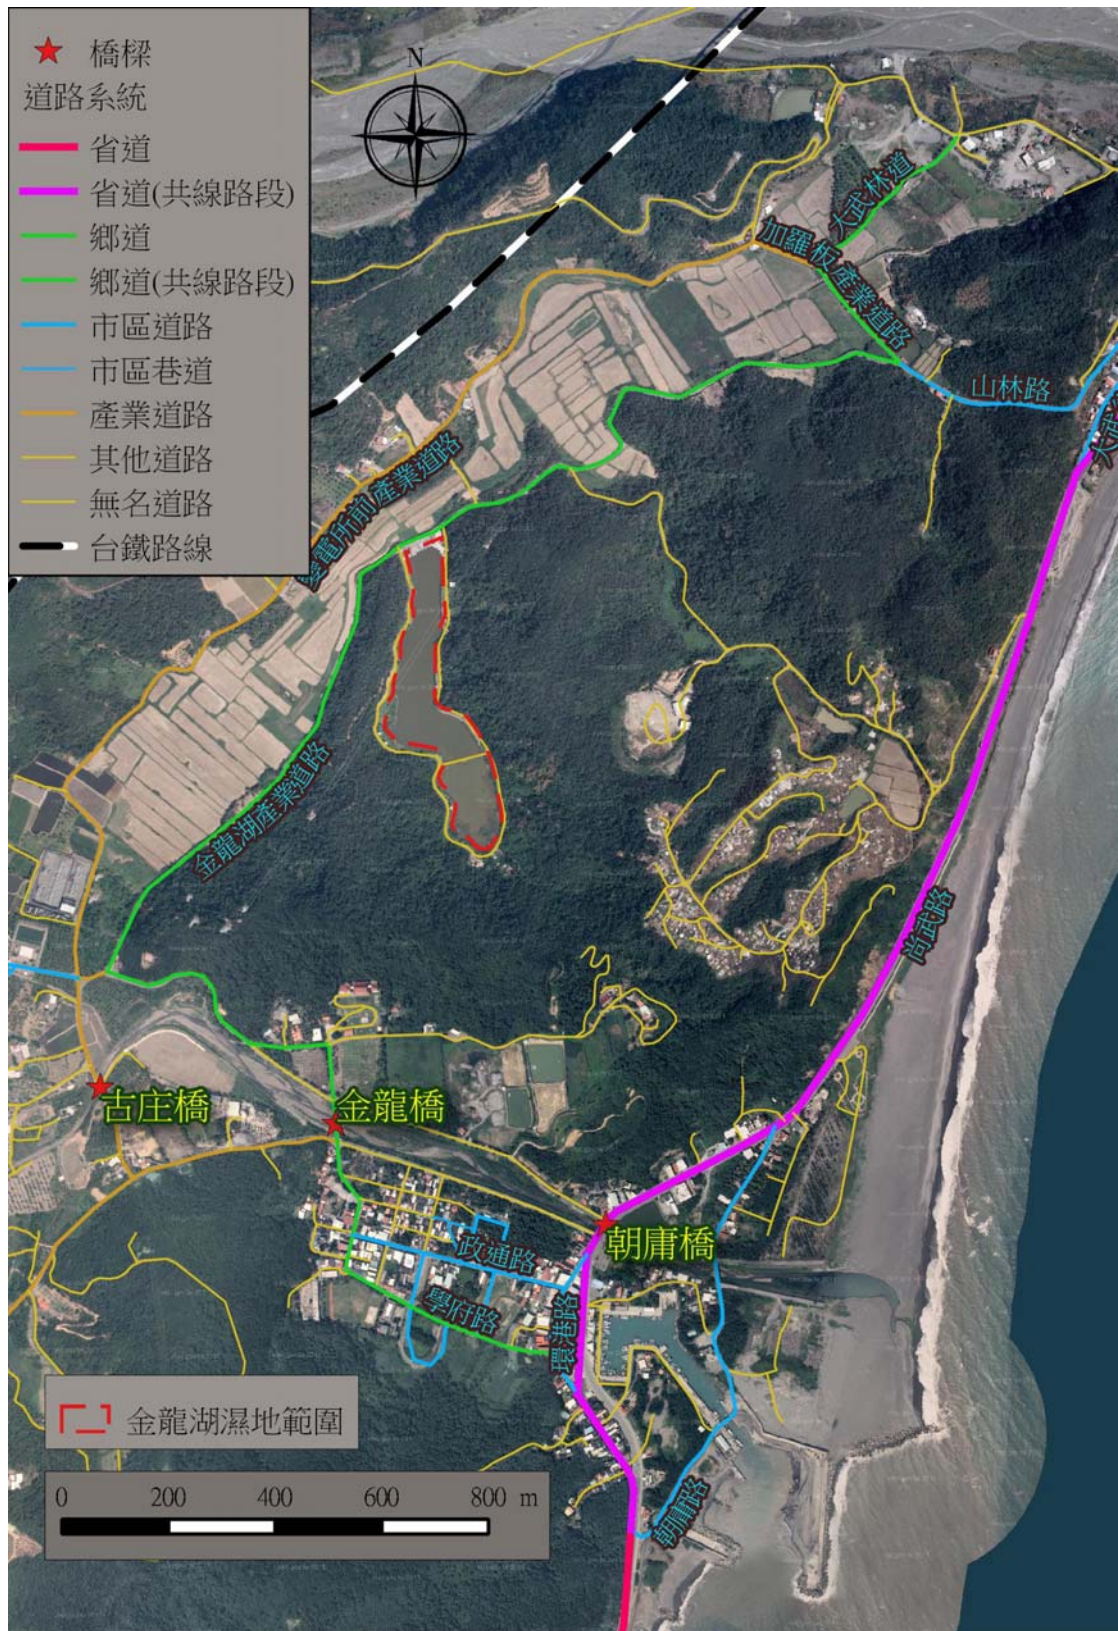 橋樑
道路系統
省道
省道(共線路段)
鄉道
鄉道(共線路段)
市區道路
市區巷道
產業道路
其他道路
無名道路
台鐵路線
N
大武林道
加羅板產業道路
山林路
大武
變電所前產業道路
金龍湖產業道路
尚武路
古庄橋
金龍橋
朝庸橋
政通路
學府路
環港路
朝庸路
金龍湖濕地範圍
0 200 400 600 800 m